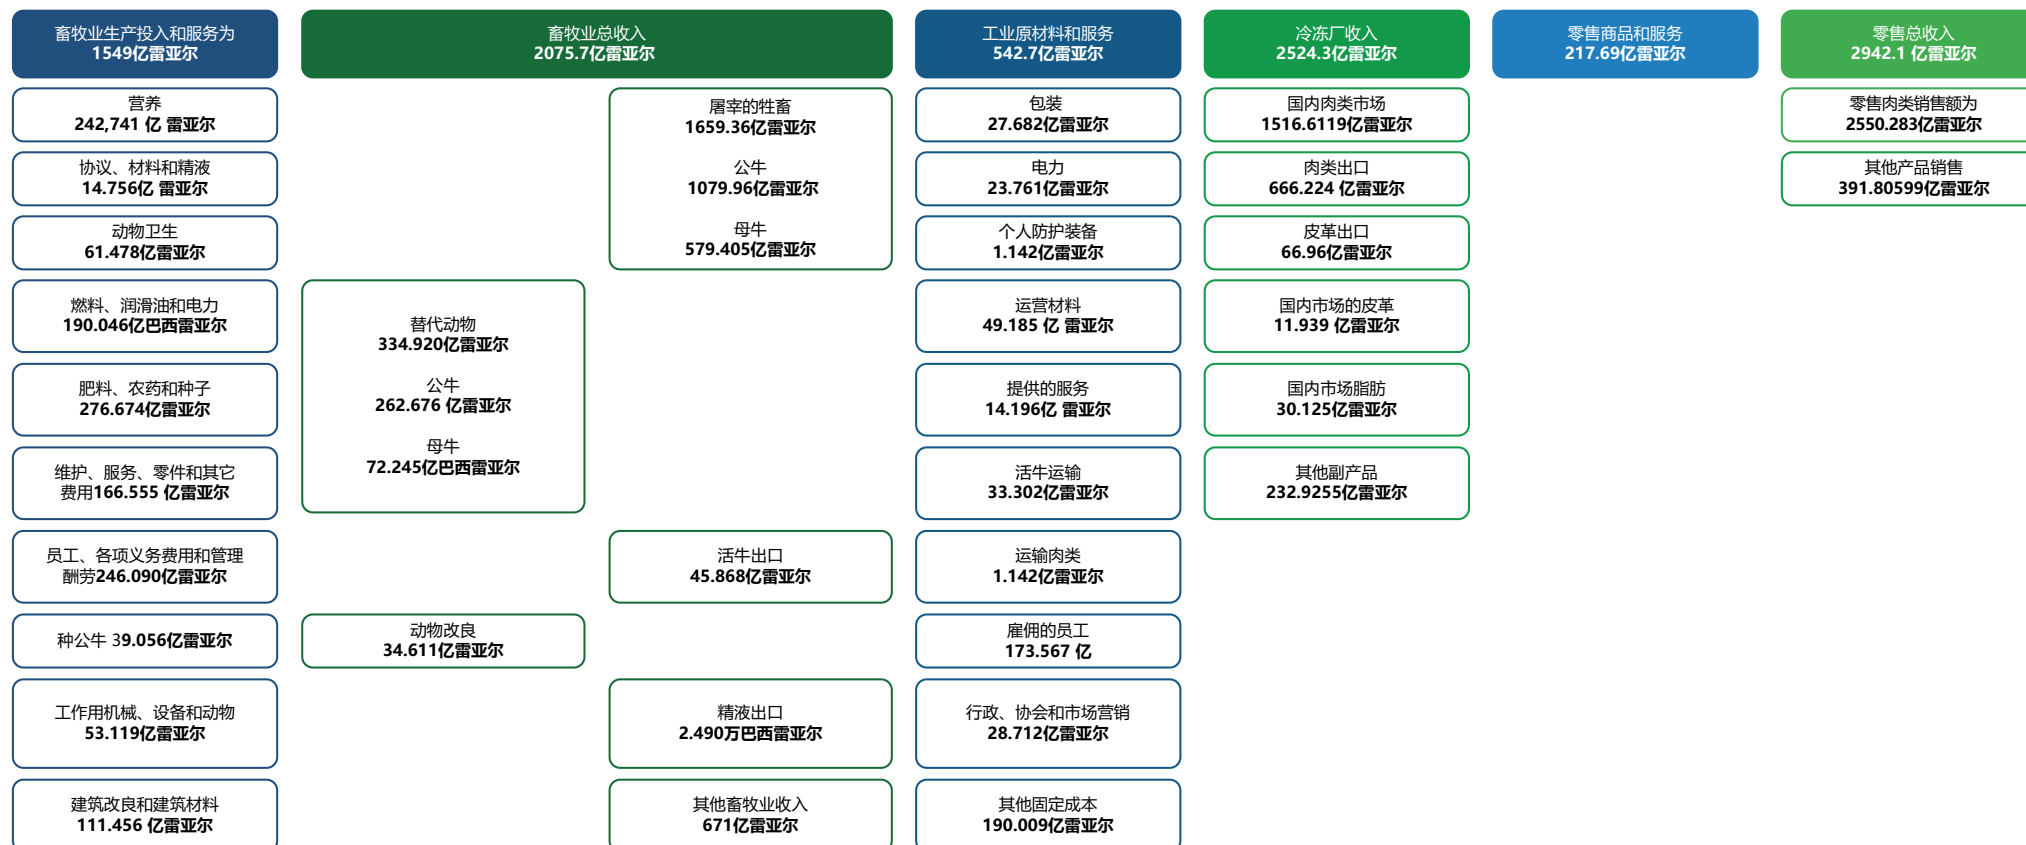 畜牧业生产投入和服务为
1549亿雷亚尔
营养
242,741 亿 雷亚尔
协议、材料和精液
14.756亿 雷亚尔
动物卫生
61.478亿雷亚尔
燃料、润滑油和电力
190.046亿巴西雷亚尔
肥料、农药和种子
276.674亿雷亚尔
维护、服务、零件和其它
费用166.555 亿雷亚尔
员工、各项义务费用和管理
酬劳246.090亿雷亚尔
种公牛 39.056亿雷亚尔
工作用机械、设备和动物
53.119亿雷亚尔
建筑改良和建筑材料
111.456 亿雷亚尔
畜牧业总收入
2075.7亿雷亚尔
替代动物
334.920亿雷亚尔
公牛
262.676 亿雷亚尔
母牛
72.245亿巴西雷亚尔
动物改良
34.611亿雷亚尔
屠宰的牲畜
1659.36亿雷亚尔
公牛
1079.96亿雷亚尔
母牛
579.405亿雷亚尔
活牛出口
45.868亿雷亚尔
精液出口
2.490万巴西雷亚尔
其他畜牧业收入
671亿雷亚尔
工业原材料和服务
542.7亿雷亚尔
包装
27.682亿雷亚尔
电力
23.761亿雷亚尔
个人防护装备
1.142亿雷亚尔
运营材料
49.185 亿 雷亚尔
提供的服务
14.196亿 雷亚尔
活牛运输
33.302亿雷亚尔
运输肉类
1.142亿雷亚尔
雇佣的员工
173.567 亿
行政、协会和市场营销
28.712亿雷亚尔
其他固定成本
190.009亿雷亚尔
冷冻厂收入
2524.3亿雷亚尔
国内肉类市场
1516.6119亿雷亚尔
肉类出口
666.224 亿雷亚尔
皮革出口
66.96亿雷亚尔
国内市场的皮革
11.939 亿雷亚尔
国内市场脂肪
30.125亿雷亚尔
其他副产品
232.9255亿雷亚尔
零售商品和服务
217.69亿雷亚尔
零售总收入
2942.1 亿雷亚尔
零售肉类销售额为
2550.283亿雷亚尔
其他产品销售
391.80599亿雷亚尔